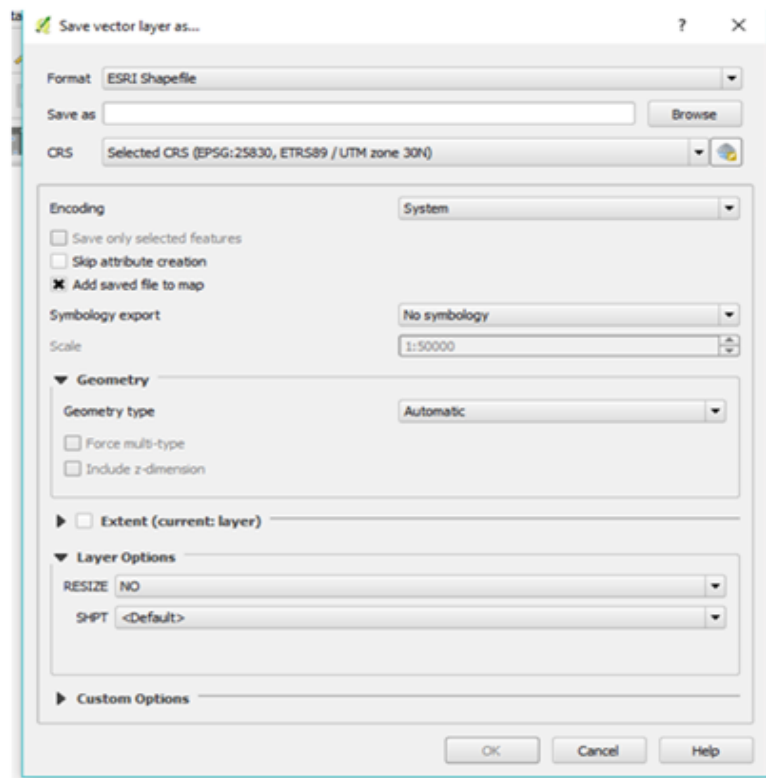 Save vector layer as...
Format ESRI Shapefile
Save as Browse
CRS Selected CRS (EPSG:25830, ETRS89 / UTM zone 30N)
Encoding System
Save only selected features
Skip attribute creation
Add saved file to map
Symbology export No symbology
Scale 1:50000
Geometry
Geometry type Automatic
Force multi-type
Include z-dimension
Extent (current: layer)
Layer Options
RESIZE NO
SHPT <Default>
Custom Options
OK Cancel Help